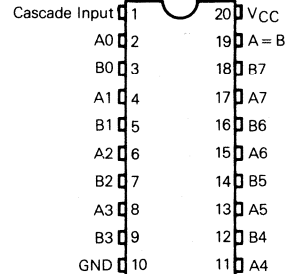 Cascade Input 1 20 VCC
A0 2 19 A = B
B0 3 18 B7
A1 4 17 A7
B1 5 16 B6
A2 6 15 A6
B2 7 14 B5
A3 8 13 A5
B3 9 12 B4
GND 10 11 A4